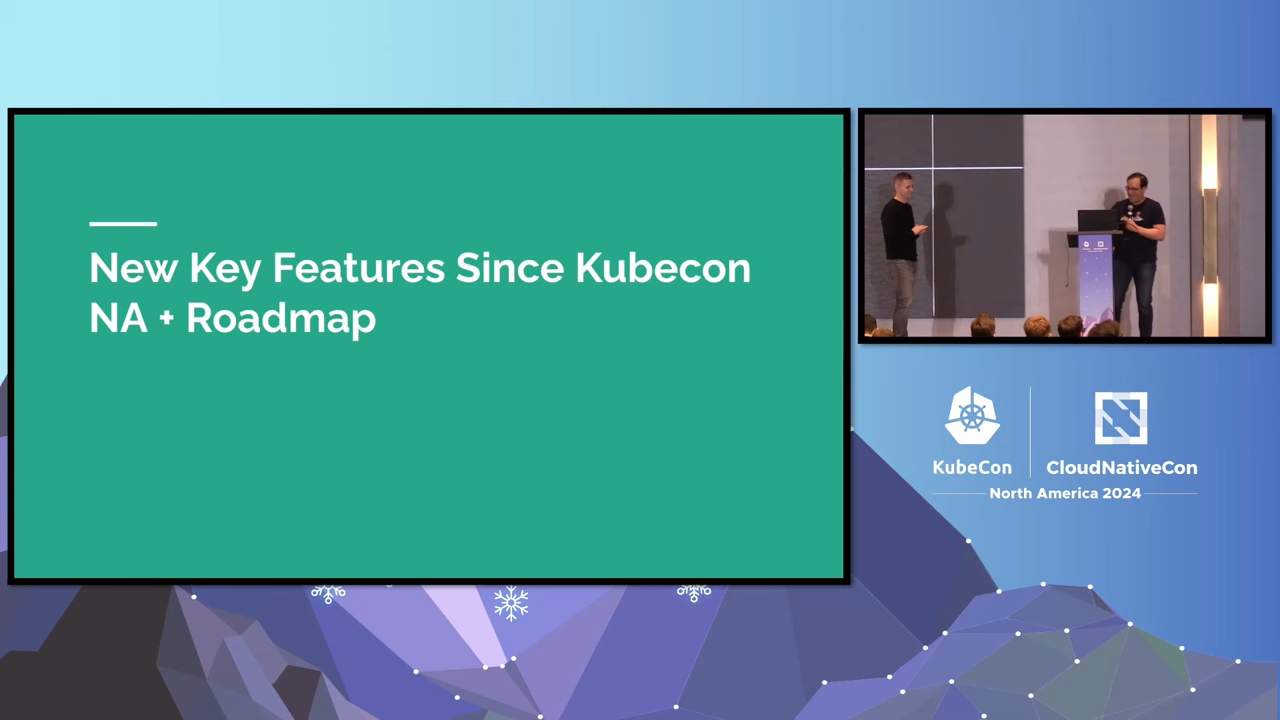 New Key Features Since Kubecon
NA + Roadmap
KubeCon
CloudNativeCon
North America 2024